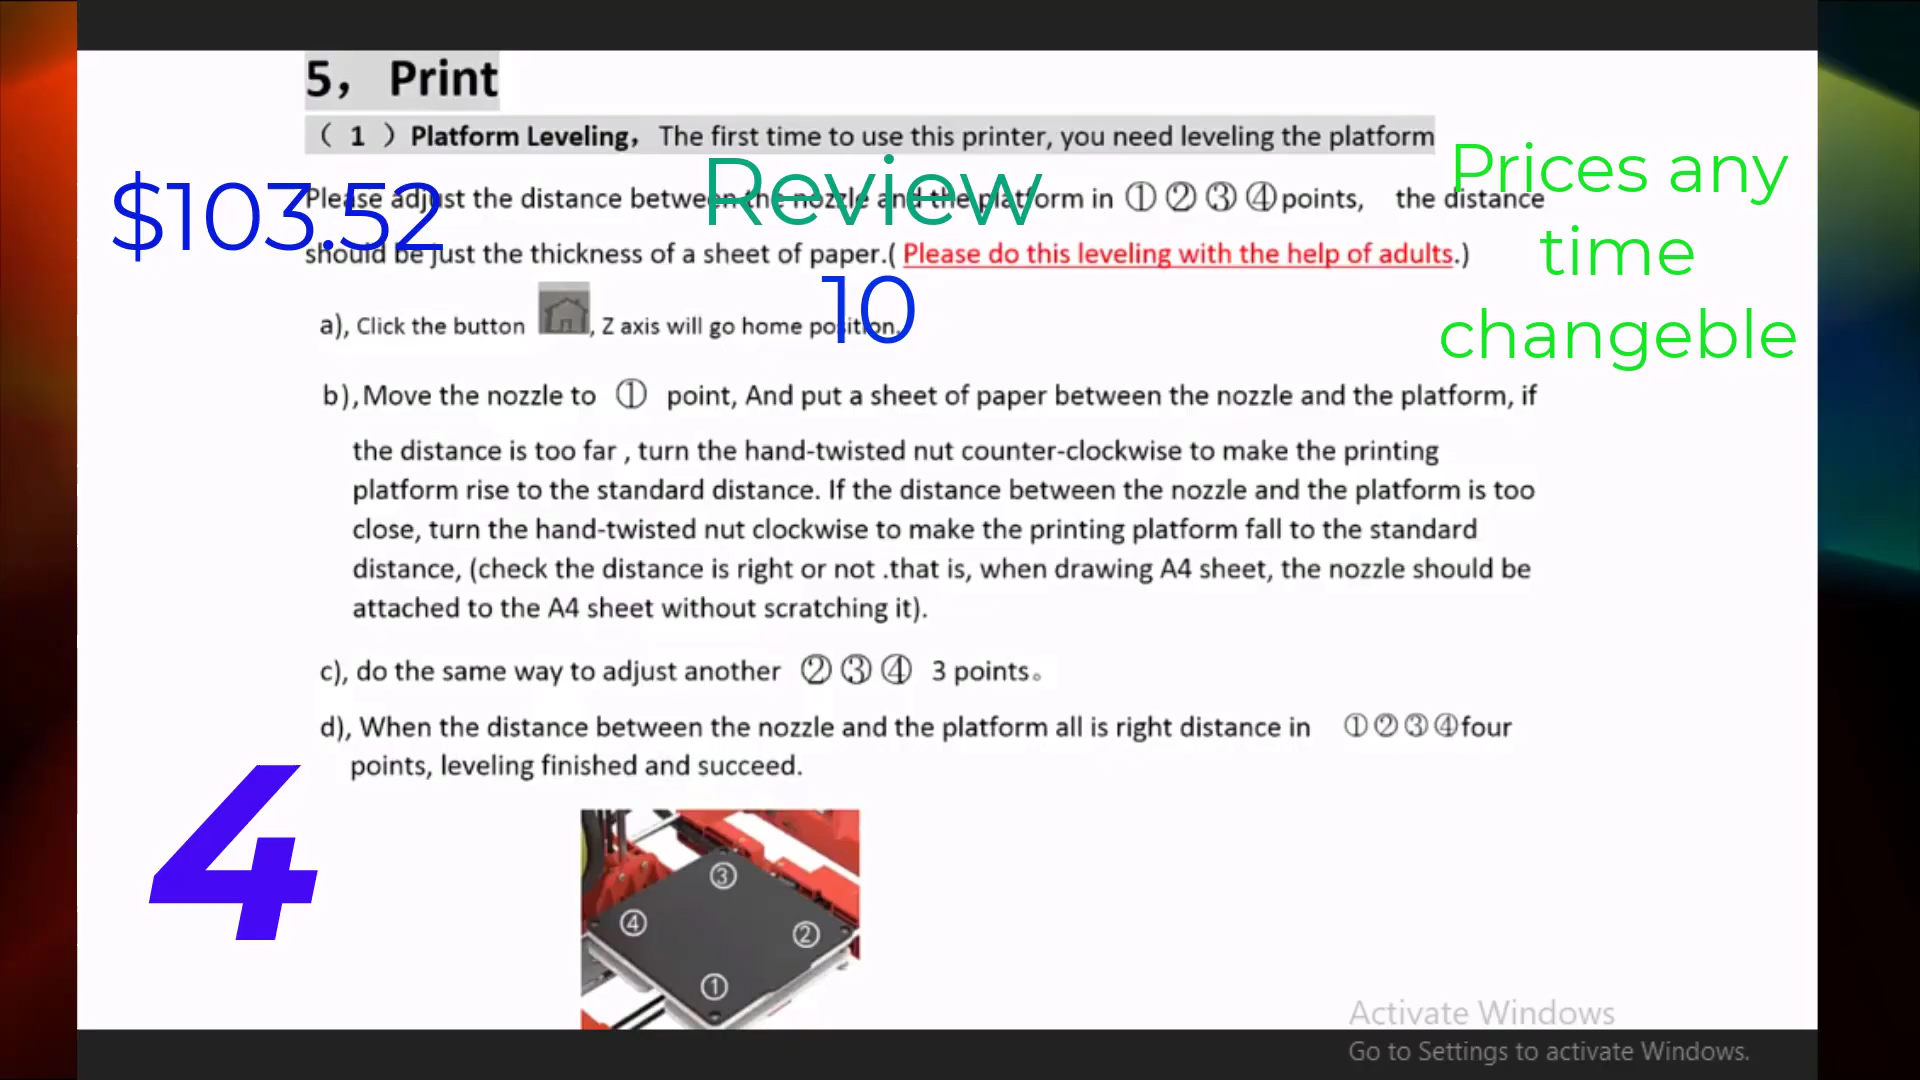 5， Print
（ 1 ）Platform Leveling， The first time to use this printer, you need leveling the platform
Please adjust the distance between the nozzle and the platform in ①②③④points, the distance
should be just the thickness of a sheet of paper.( Please do this leveling with the help of adults.)
a), Click the button , Z axis will go home position.
b),Move the nozzle to ① point, And put a sheet of paper between the nozzle and the platform, if
the distance is too far , turn the hand-twisted nut counter-clockwise to make the printing
platform rise to the standard distance. If the distance between the nozzle and the platform is too
close, turn the hand-twisted nut clockwise to make the printing platform fall to the standard
distance, (check the distance is right or not .that is, when drawing A4 sheet, the nozzle should be
attached to the A4 sheet without scratching it).
c), do the same way to adjust another ②③④ 3 points。
d), When the distance between the nozzle and the platform all is right distance in ①②③④four
points, leveling finished and succeed.
$103.52
Review
10
Prices any
time
changeble
4
③
④
②
①
Activate Windows
Go to Settings to activate Windows.